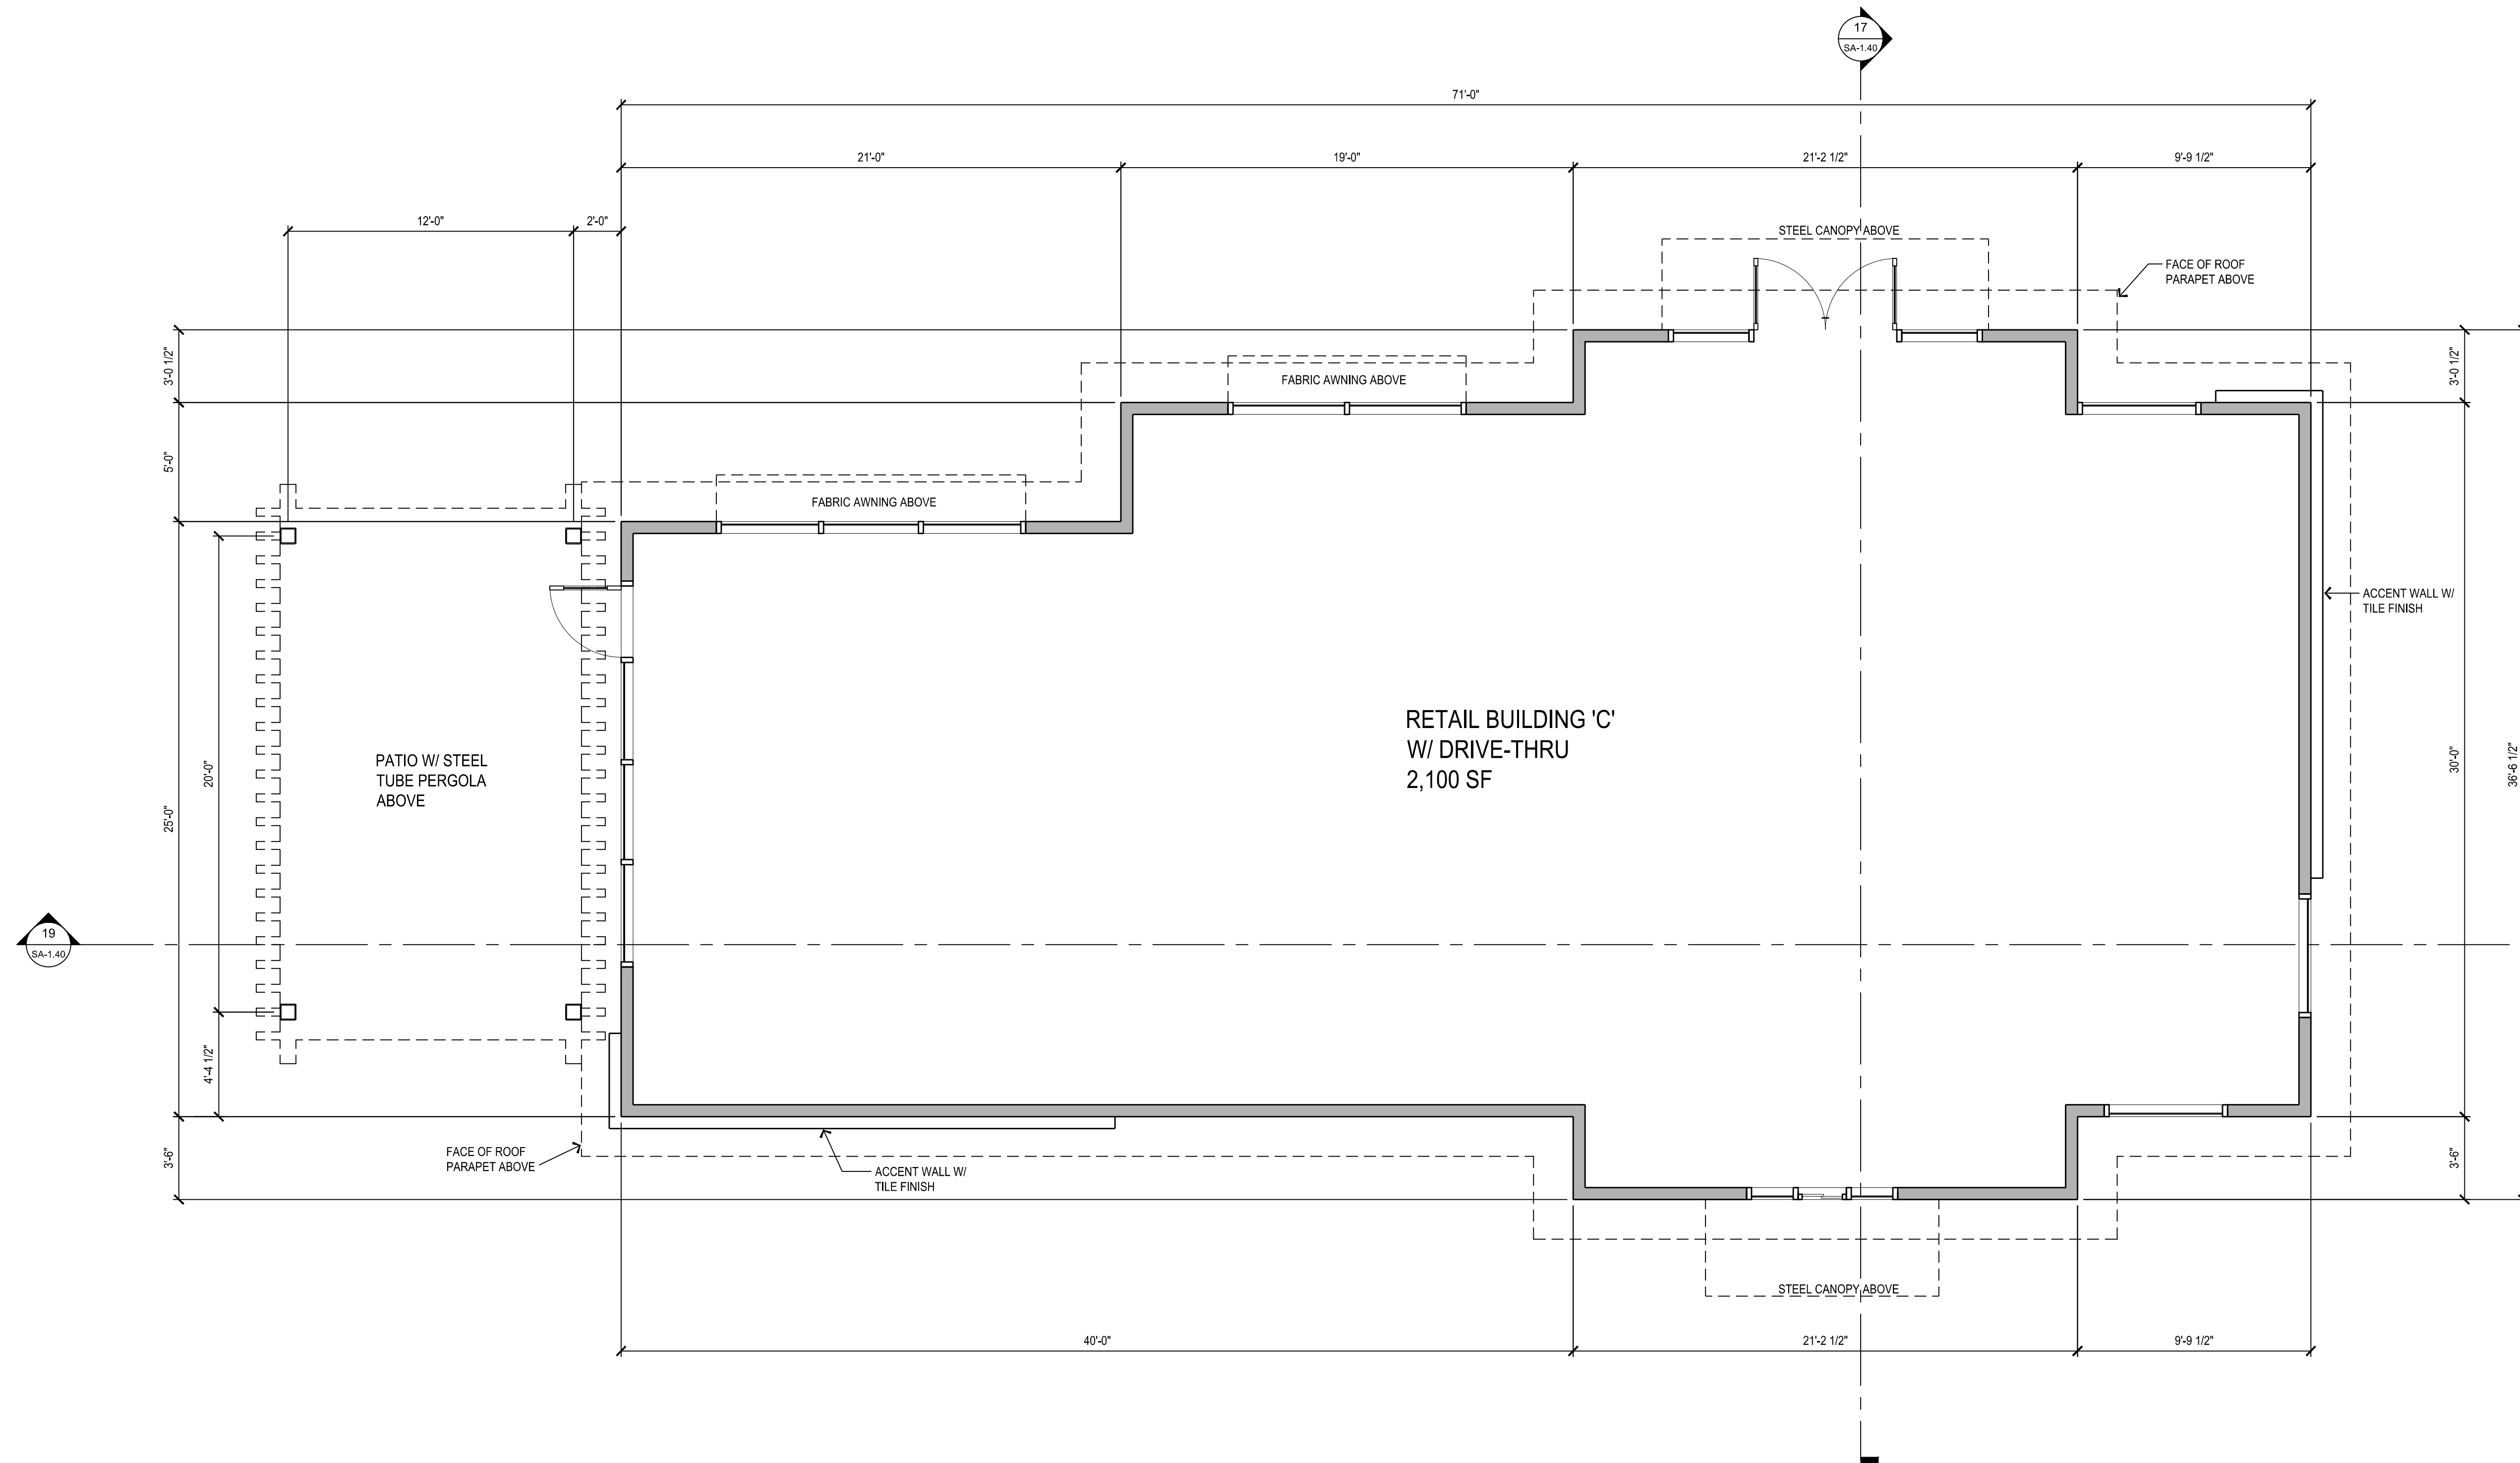 17
SA-1.40
71'-0"
21'-0"
19'-0"
21'-2 1/2"
9'-9 1/2"
12'-0"
2'-0"
STEEL CANOPY ABOVE
FACE OF ROOF
PARAPET ABOVE
3'-0 1/2"
3'-0 1/2"
FABRIC AWNING ABOVE
5'-0"
FABRIC AWNING ABOVE
ACCENT WALL W/
TILE FINISH
RETAIL BUILDING 'C'
W/ DRIVE-THRU
2,100 SF
PATIO W/ STEEL
TUBE PERGOLA
ABOVE
20'-0"
25'-0"
30'-0"
36'-6 1/2"
19
SA-1.40
4'-4 1/2"
3'-6"
FACE OF ROOF
PARAPET ABOVE
ACCENT WALL W/
TILE FINISH
3'-6"
STEEL CANOPY ABOVE
40'-0"
21'-2 1/2"
9'-9 1/2"